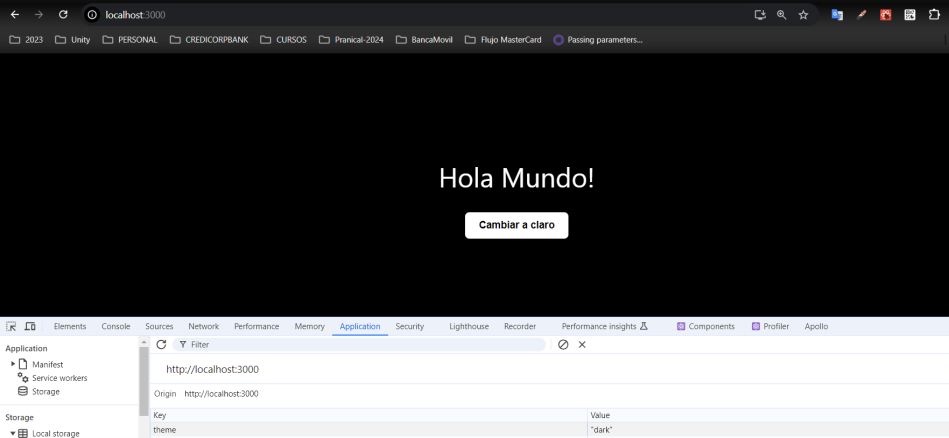 localhost:3000
2023 Unity PERSONAL CREDICORPBANK CURSOS Pranical-2024 BancaMovil Flujo MasterCard Passing parameters...
Hola Mundo!
Cambiar a claro
Elements Console Sources Network Performance Memory Application Security Lighthouse Recorder Performance insights Components Profiler Apollo
Application
Manifest
Service workers
Storage
Storage
Local storage
Filter
http://localhost:3000
Origin http://localhost:3000
Key Value
theme "dark"